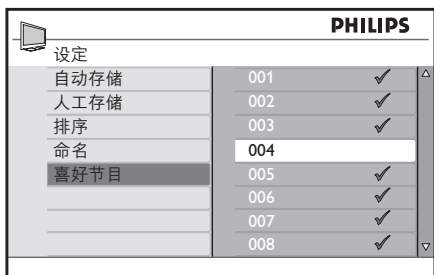 PHILIPS
设定
自动存储 001 ✓
人工存储 002 ✓
排序 003 ✓
命名 004
喜好节目 005 ✓
006 ✓
007 ✓
008 ✓